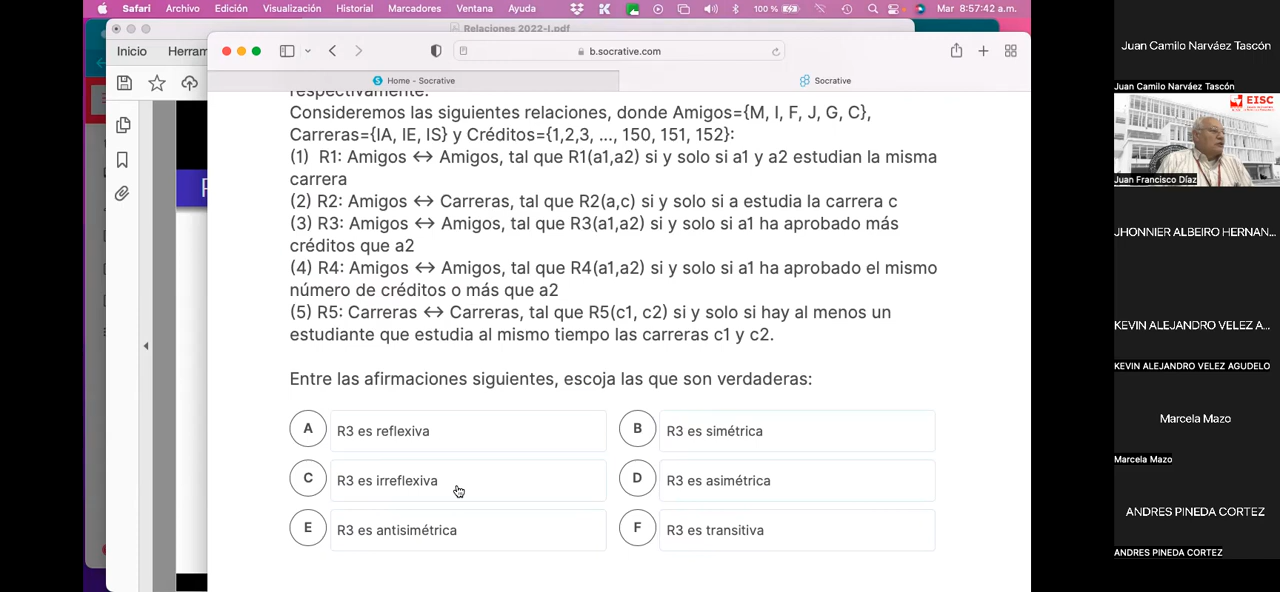 Safari Archivo Edición Visualización Historial Marcadores Ventana Ayuda 100 % Mar 8:57:42 a.m.
Relaciones 2022-I.pdf
Inicio Herram
b.socrative.com
Home - Socrative Socrative
respectivamente.
Consideremos las siguientes relaciones, donde Amigos={M, I, F, J, G, C},
Carreras={IA, IE, IS} y Créditos={1,2,3, ..., 150, 151, 152}:
(1) R1: Amigos ↔ Amigos, tal que R1(a1,a2) si y solo si a1 y a2 estudian la misma
carrera
(2) R2: Amigos ↔ Carreras, tal que R2(a,c) si y solo si a estudia la carrera c
(3) R3: Amigos ↔ Amigos, tal que R3(a1,a2) si y solo si a1 ha aprobado más
créditos que a2
(4) R4: Amigos ↔ Amigos, tal que R4(a1,a2) si y solo si a1 ha aprobado el mismo
número de créditos o más que a2
(5) R5: Carreras ↔ Carreras, tal que R5(c1, c2) si y solo si hay al menos un
estudiante que estudia al mismo tiempo las carreras c1 y c2.
Entre las afirmaciones siguientes, escoja las que son verdaderas:
A R3 es reflexiva
B R3 es simétrica
C R3 es irreflexiva
D R3 es asimétrica
E R3 es antisimétrica
F R3 es transitiva
Juan Camilo Narváez Tascón
Juan Camilo Narváez Tascón
EISC
Juan Francisco Díaz
JHONNIER ALBEIRO HERNAN...
KEVIN ALEJANDRO VELEZ A...
KEVIN ALEJANDRO VELEZ AGUDELO
Marcela Mazo
Marcela Mazo
ANDRES PINEDA CORTEZ
ANDRES PINEDA CORTEZ